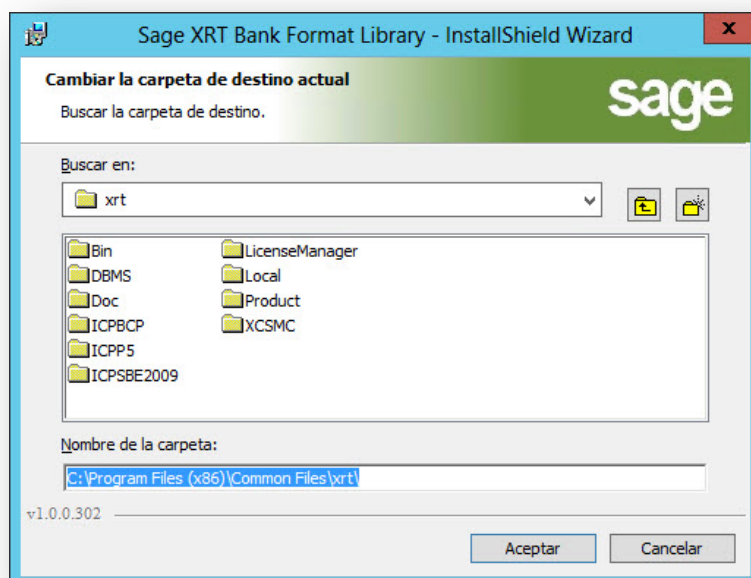 Sage XRT Bank Format Library - InstallShield Wizard
x
Cambiar la carpeta de destino actual
Buscar la carpeta de destino.
sage
Buscar en:
xrt
Bin
DBMS
Doc
ICPBCP
ICPP5
ICPSBE2009
LicenseManager
Local
Product
XCSMC
Nombre de la carpeta:
C:\Program Files (x86)\Common Files\xrt\
v1.0.0.302
Aceptar
Cancelar